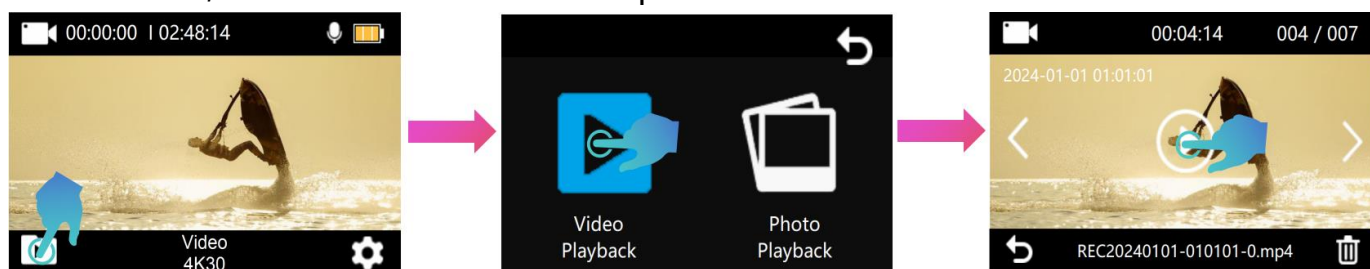 00:00:00 I 02:48:14
Video
4K30
Video
Playback
Photo
Playback
00:04:14 004 / 007
2024-01-01 01:01:01
REC20240101-010101-0.mp4